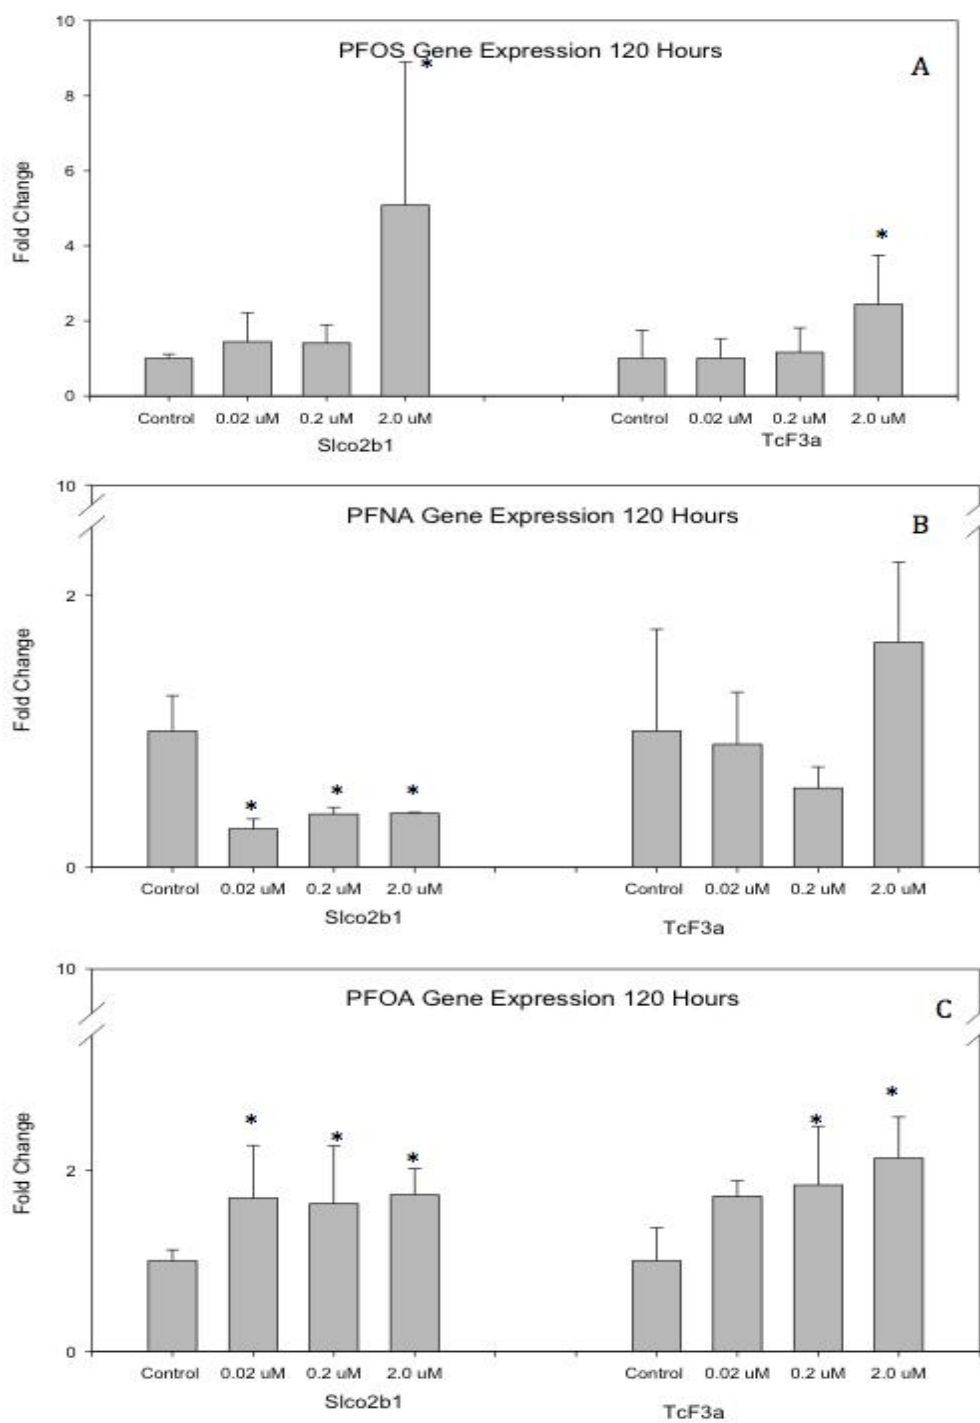 10
PFOS Gene Expression 120 Hours
A
*
8
6
Fold Change
4
*
2
0
Control 0.02 uM 0.2 uM 2.0 uM Control 0.02 uM 0.2 uM 2.0 uM
Slco2b1 TcF3a
10
PFNA Gene Expression 120 Hours
B
2
Fold Change
* * *
0
Control 0.02 uM 0.2 uM 2.0 uM Control 0.02 uM 0.2 uM 2.0 uM
Slco2b1 TcF3a
10
PFOA Gene Expression 120 Hours
C
* * * * *
Fold Change
2
0
Control 0.02 uM 0.2 uM 2.0 uM Control 0.02 uM 0.2 uM 2.0 uM
Slco2b1 TcF3a